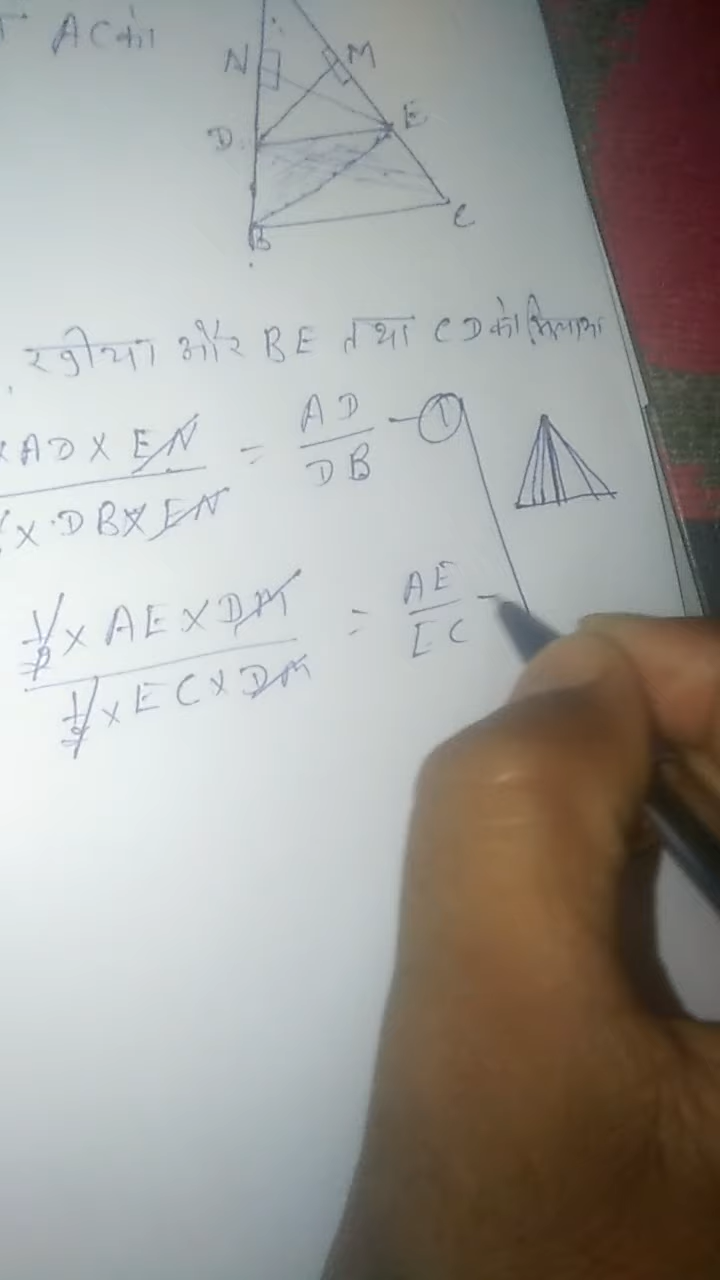 ACको
N
M
D
E
B
C
खींचा और BE तथा CD को मिलाया
AD X EN = AD — 1
X DB X EN DB
1/2 X AE X DM = AE —
1/2 X EC X DM EC